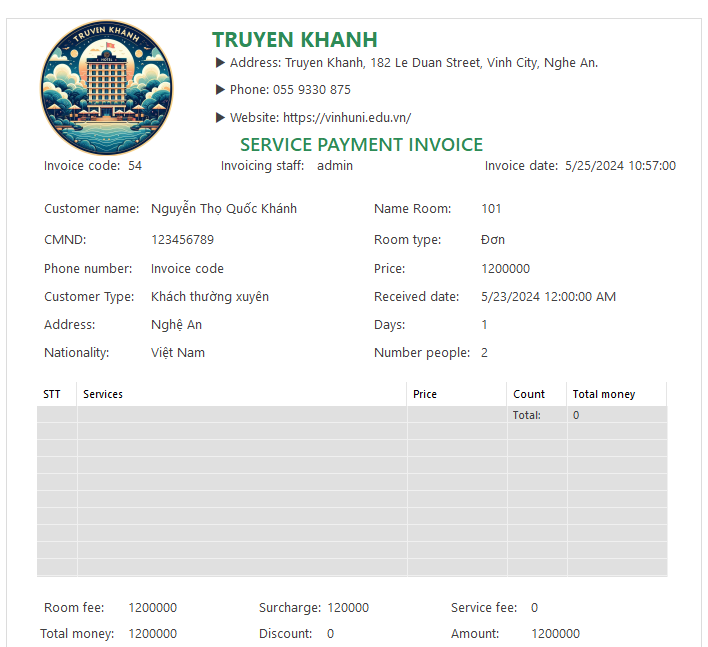 TRUYEN KHANH
HOTEL
TRUYEN KHANH
▶ Address: Truyen Khanh, 182 Le Duan Street, Vinh City, Nghe An.
▶ Phone: 055 9330 875
▶ Website: https://vinhuni.edu.vn/
SERVICE PAYMENT INVOICE
Invoice code: 54 Invoicing staff: admin Invoice date: 5/25/2024 10:57:00
Customer name: Nguyễn Thọ Quốc Khánh Name Room: 101
CMND: 123456789 Room type: Đơn
Phone number: Invoice code Price: 1200000
Customer Type: Khách thường xuyên Received date: 5/23/2024 12:00:00 AM
Address: Nghệ An Days: 1
Nationality: Việt Nam Number people: 2
STT Services Price Count Total money
Total: 0
Room fee: 1200000 Surcharge: 120000 Service fee: 0
Total money: 1200000 Discount: 0 Amount: 1200000